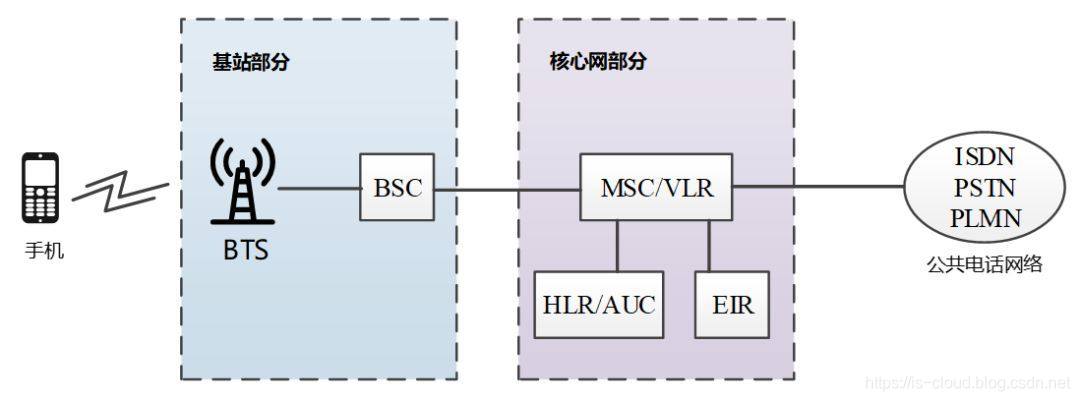 基站部分
核心网部分
手机
BTS
BSC
MSC/VLR
HLR/AUC
EIR
ISDN
PSTN
PLMN
公共电话网络
https://is-cloud.blog.csdn.net